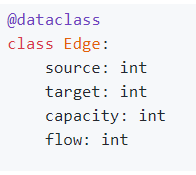 @dataclass
class Edge:
    source: int
    target: int
    capacity: int
    flow: int